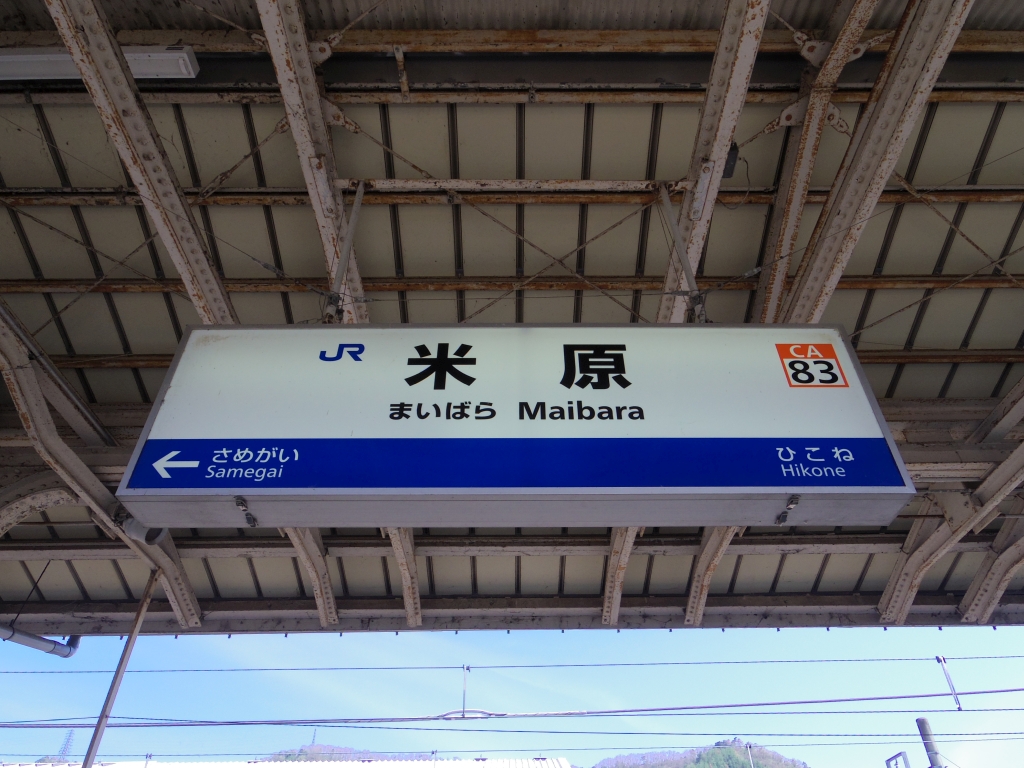 JR 米原 CA
83
まいばら Maibara
← さめがい ひこね
Samegai Hikone